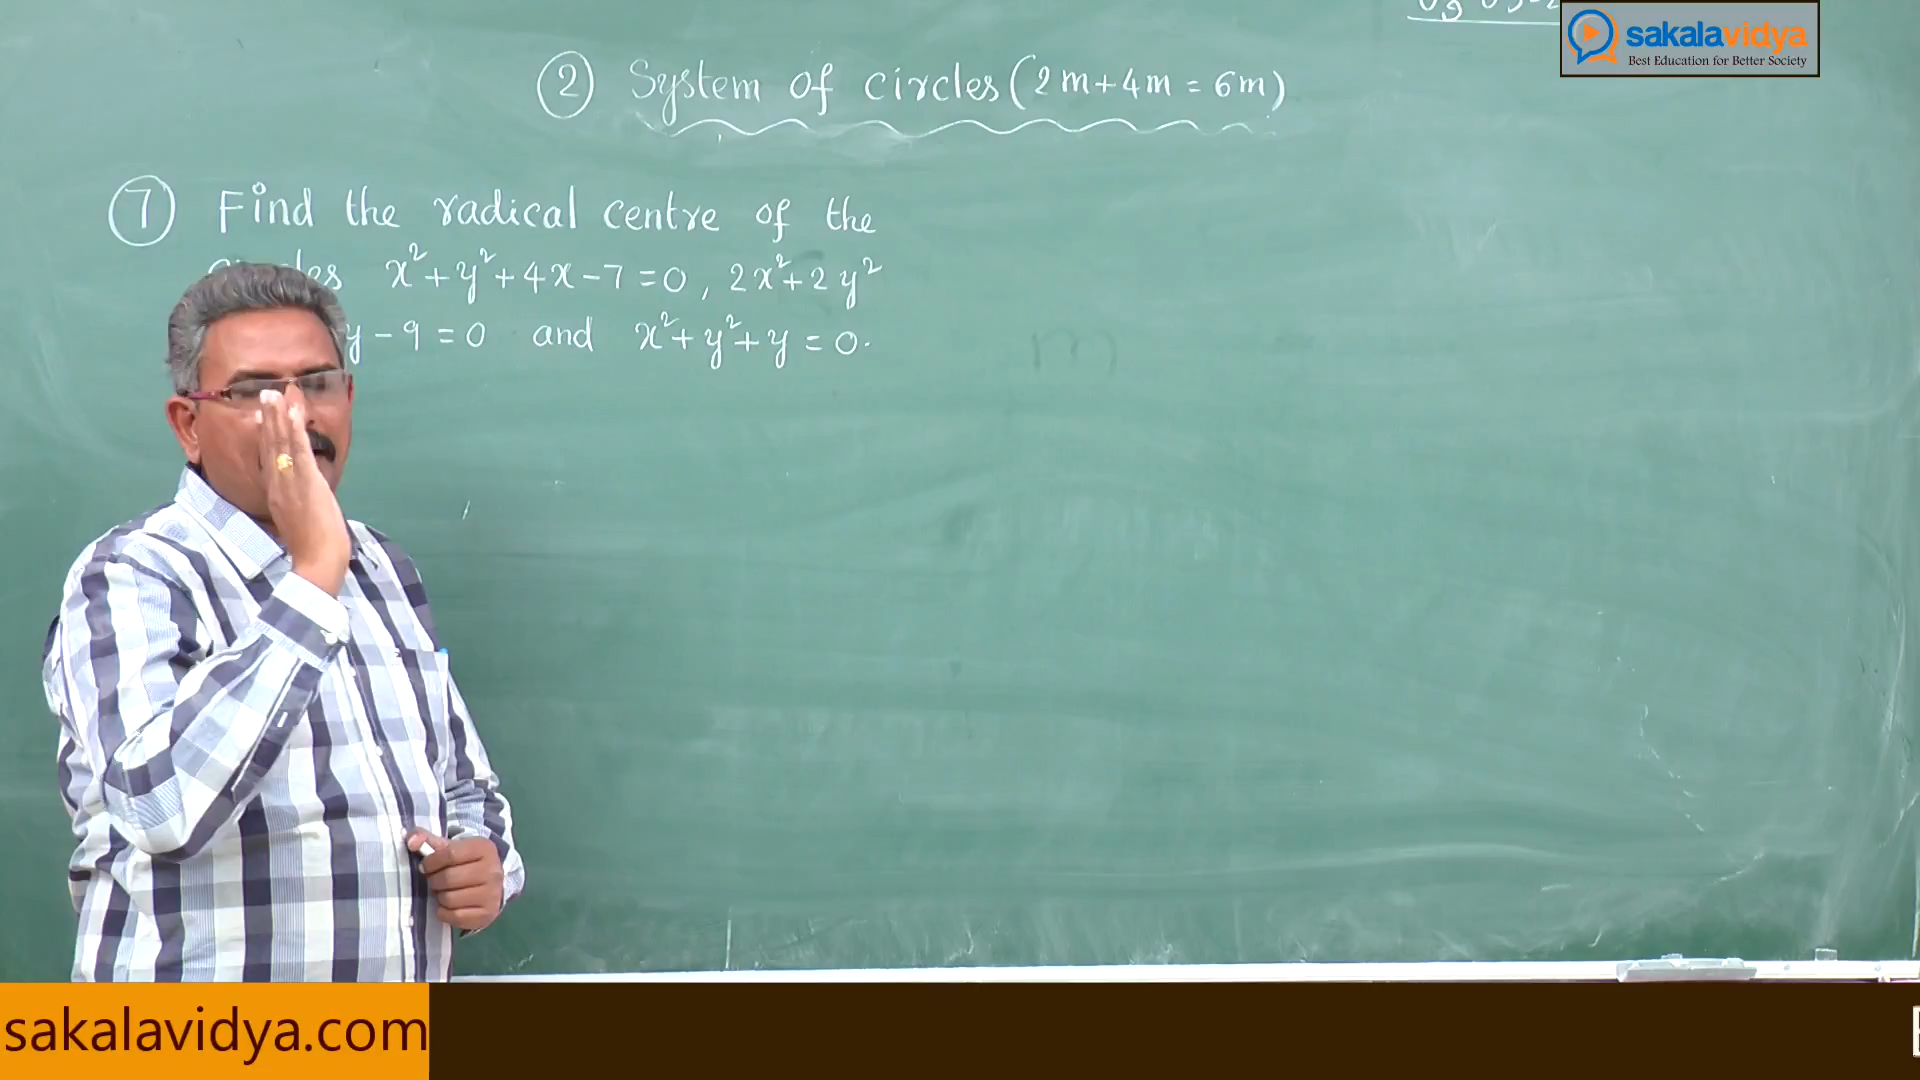 sakalavidya
Best Education for Better Society
② System of circles (2m+4m = 6m)
⑦ Find the radical centre of the
x²+y²+4x-7=0, 2x²+2y²
y-9=0 and x²+y²+y=0.
sakalavidya.com